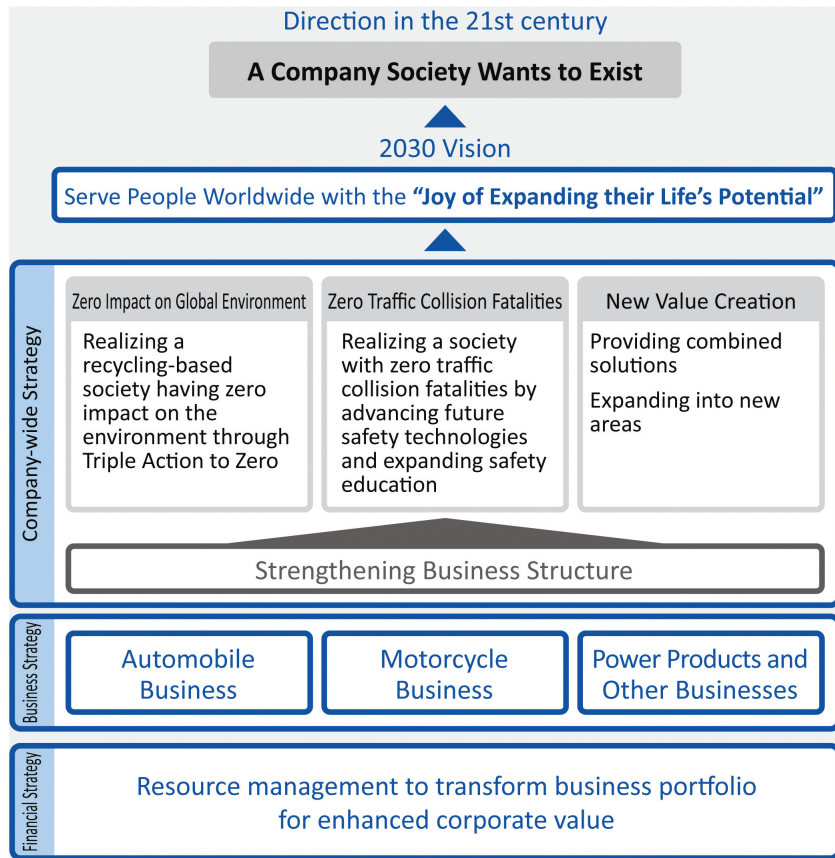 Direction in the 21st century
A Company Society Wants to Exist
2030 Vision
Serve People Worldwide with the “Joy of Expanding their Life’s Potential”
Company-wide Strategy
Zero Impact on Global Environment
Realizing a
recycling-based
society having zero
impact on the
environment through
Triple Action to Zero
Zero Traffic Collision Fatalities
Realizing a society
with zero traffic
collision fatalities by
advancing future
safety technologies
and expanding safety
education
New Value Creation
Providing combined
solutions
Expanding into new
areas
Strengthening Business Structure
Business Strategy
Automobile
Business
Motorcycle
Business
Power Products and
Other Businesses
Financial Strategy
Resource management to transform business portfolio
for enhanced corporate value